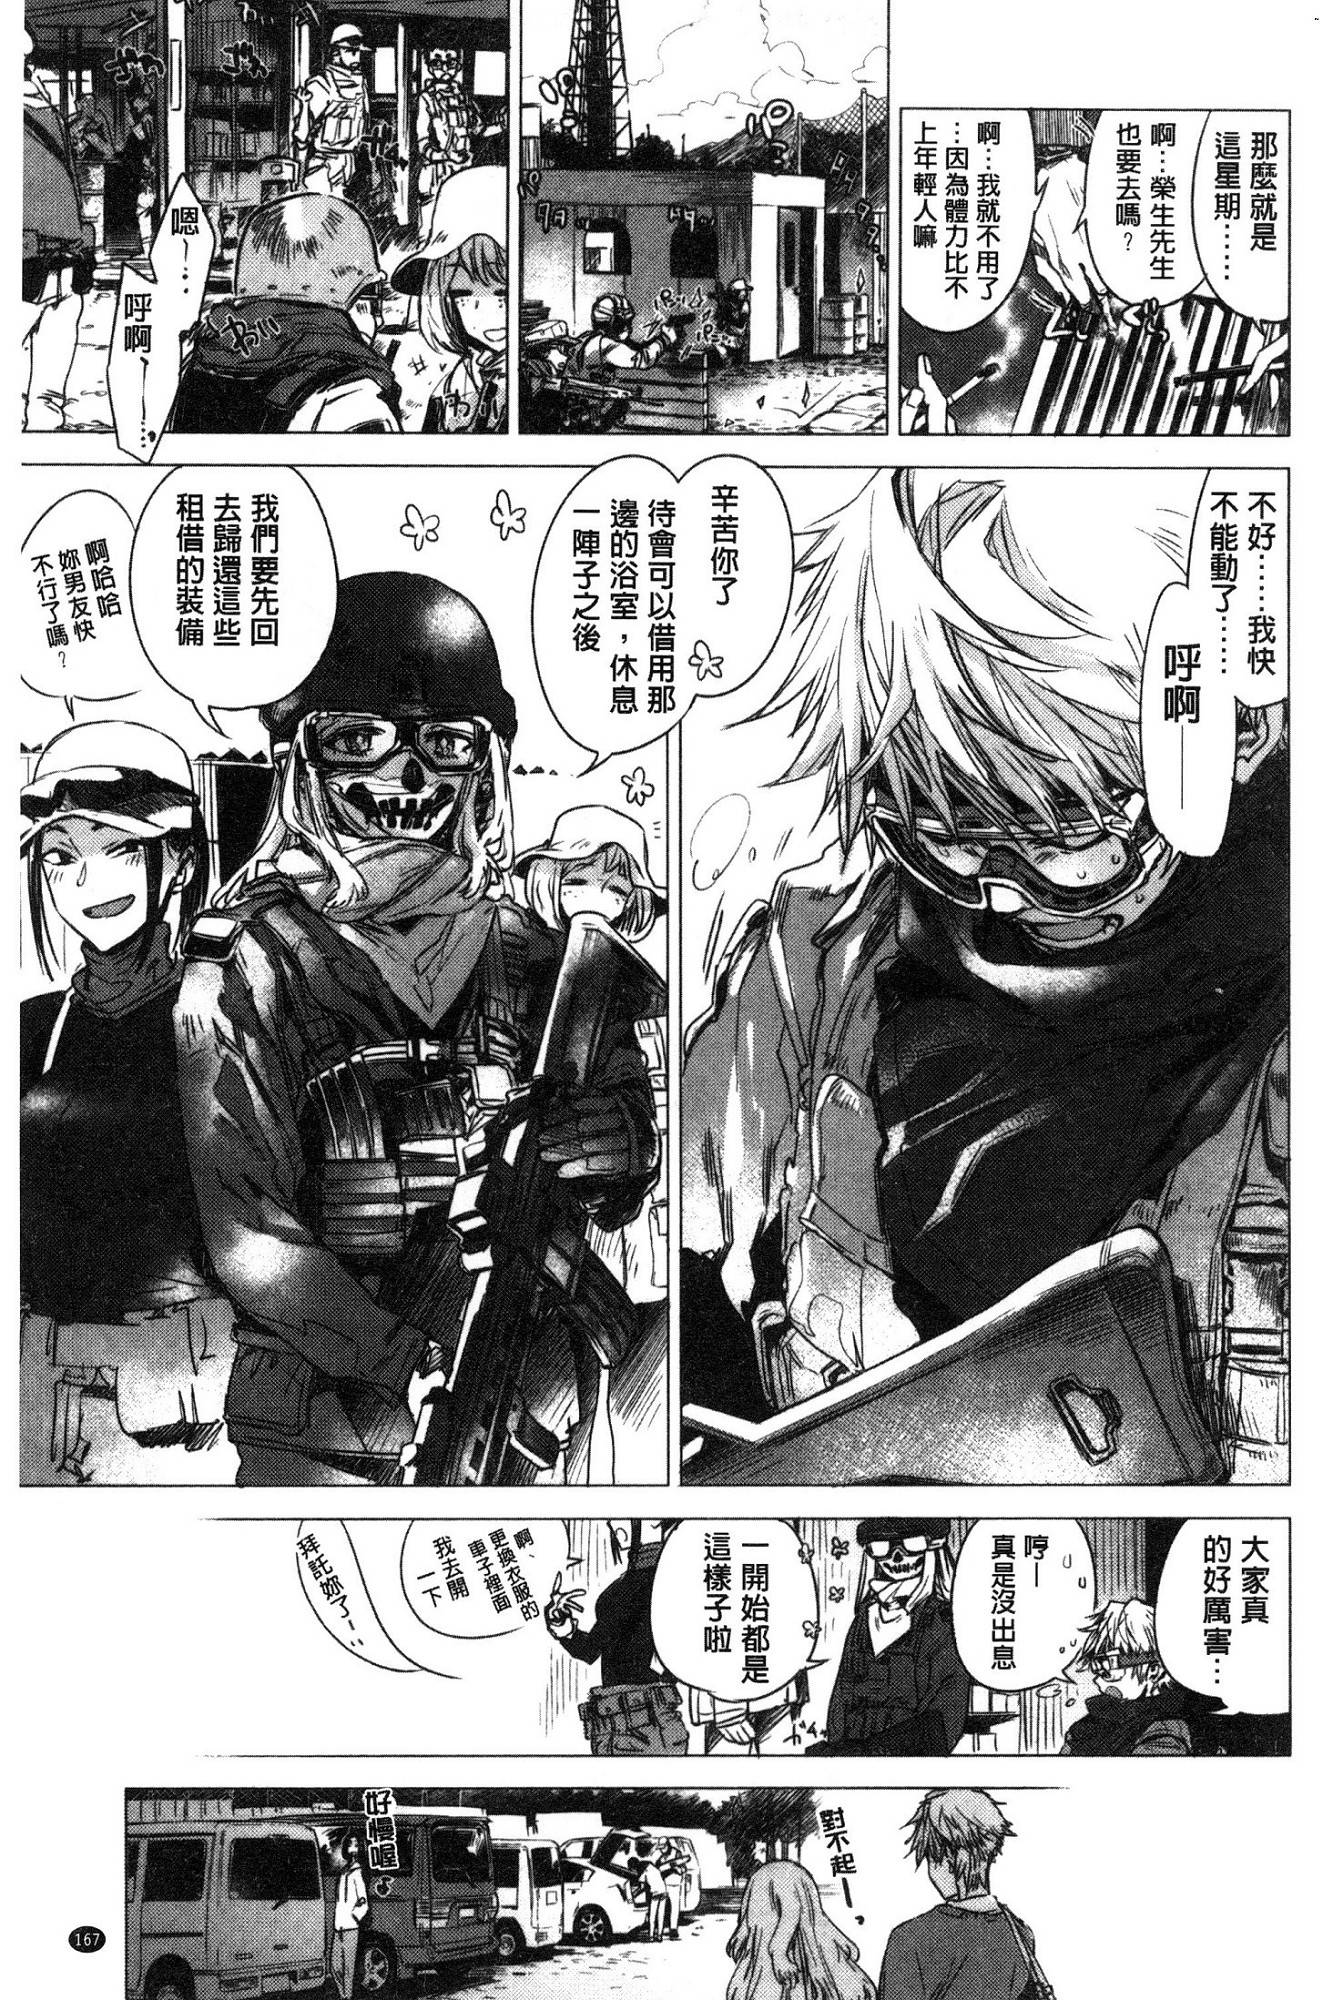 那麼就是
這星期……
啊…榮生先生
也要去嗎？
啊…我就不用了
…因為體力比不
上年輕人嘛
嗯～…
呼啊～……
わい
わい
不好……我快
不能動了……
呼啊──
辛苦你了
待會可以借用那
邊的浴室，休息
一陣子之後
我們要先回
去歸還這些
租借的裝備
啊哈哈
妳男友快
不行了嗎？
大家真
的好厲害…
哼—
真是沒出息
一開始都是
這樣子啦
啊、
更換衣服的
車子裡面
我去開
一下
拜託妳了…
對不起ー
好慢喔♪
167